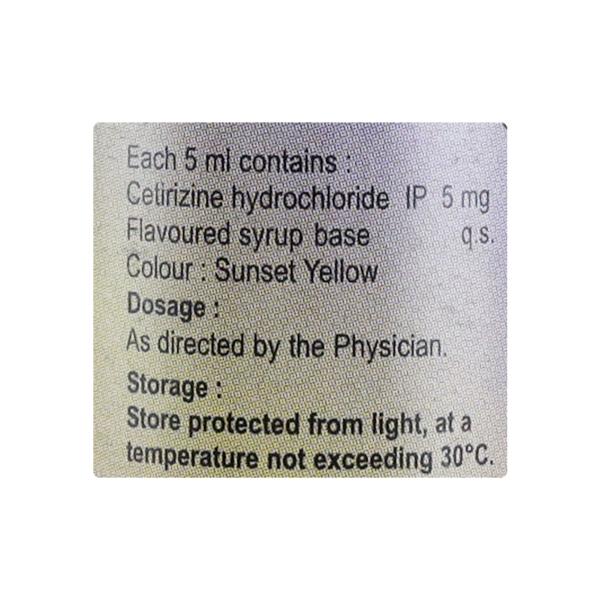 Each 5 ml contains :
Cetirizine hydrochloride IP 5 mg
Flavoured syrup base q.s.
Colour : Sunset Yellow
Dosage :
As directed by the Physician.
Storage :
Store protected from light, at a
temperature not exceeding 30°C.